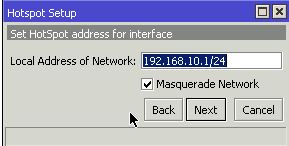 Hotspot Setup
Set HotSpot address for interface
Local Address of Network: 192.168.10.1/24
Masquerade Network
Back Next Cancel